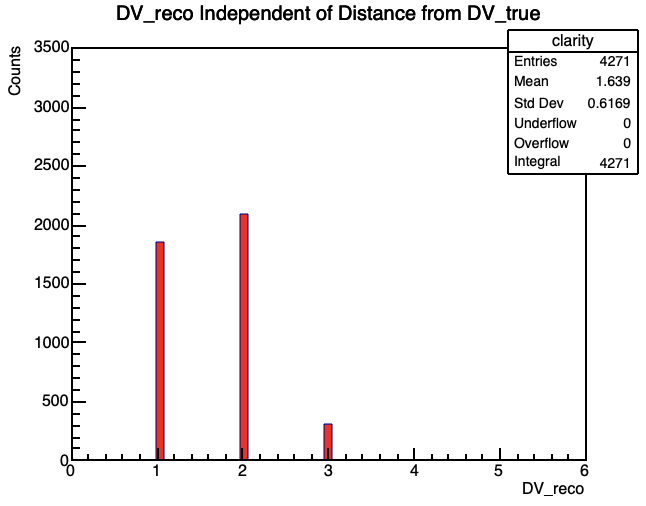 DV_reco Independent of Distance from DV_true
clarity
Entries 4271
Mean 1.639
Std Dev 0.6169
Underflow 0
Overflow 0
Integral 4271
Counts
3500
3000
2500
2000
1500
1000
500
0
0 1 2 3 4 5 6
DV_reco